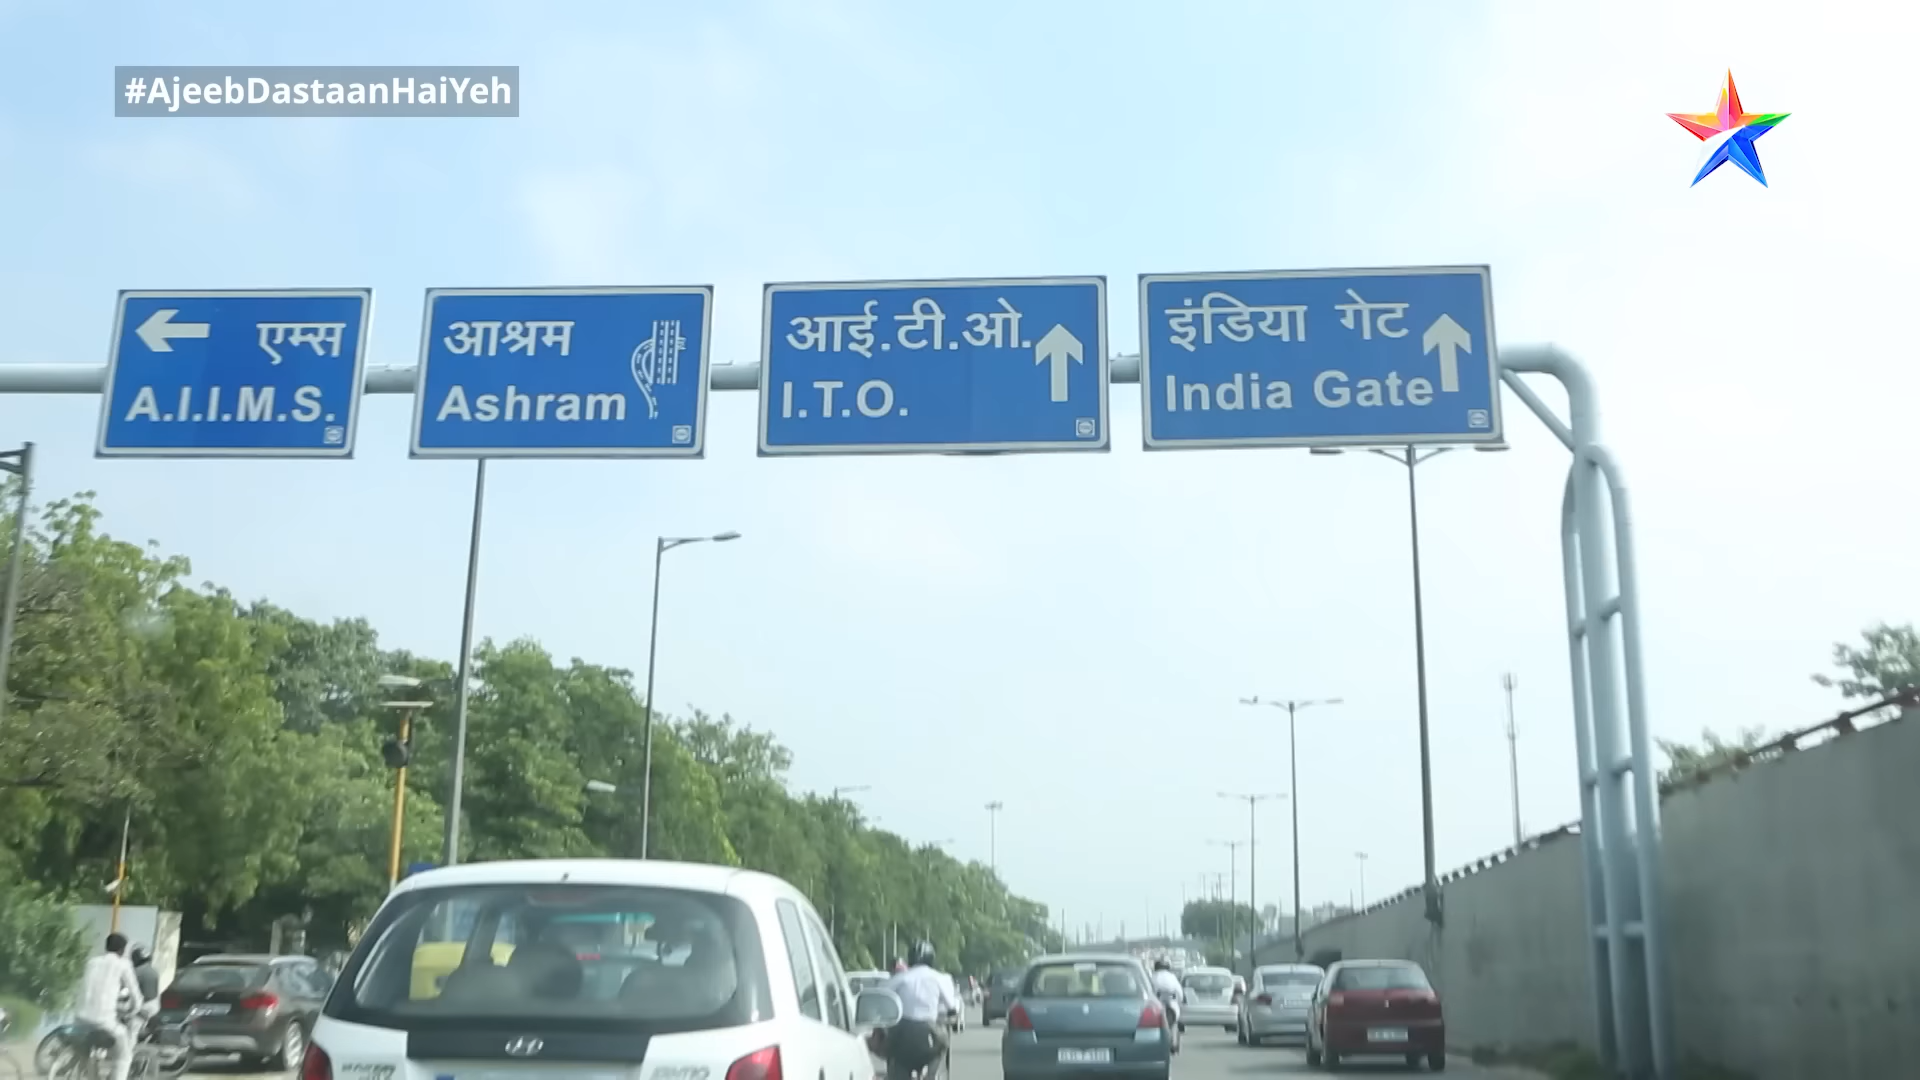 #AjeebDastaanHaiYeh
एम्स
A.I.I.M.S.
आश्रम
Ashram
आई.टी.ओ.
I.T.O.
इंडिया गेट
India Gate